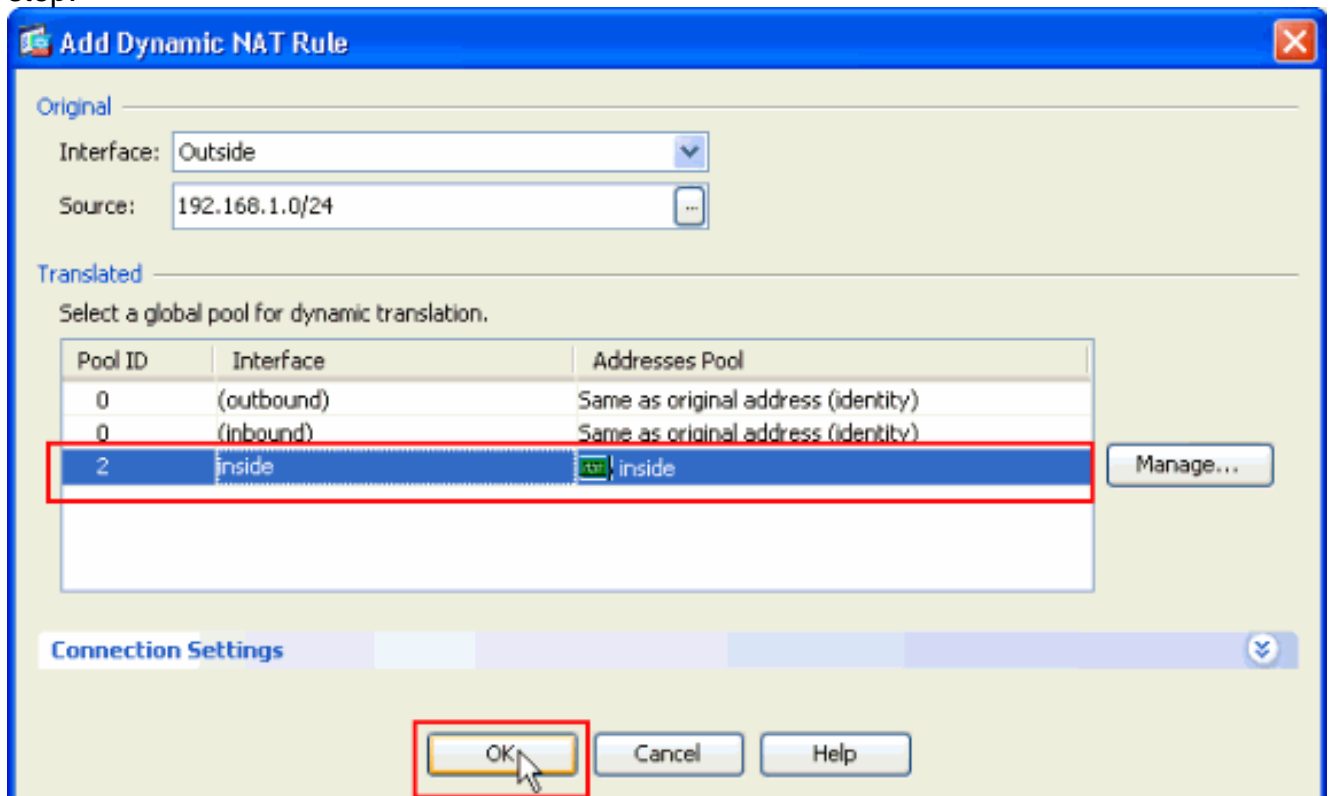 step.
Add Dynamic NAT Rule
Original
Interface: Outside
Source: 192.168.1.0/24
...
Translated
Select a global pool for dynamic translation.
Pool ID Interface Addresses Pool
0 (outbound) Same as original address (identity)
0 (inbound) Same as original address (identity)
2 inside inside
Manage...
Connection Settings
OK Cancel Help